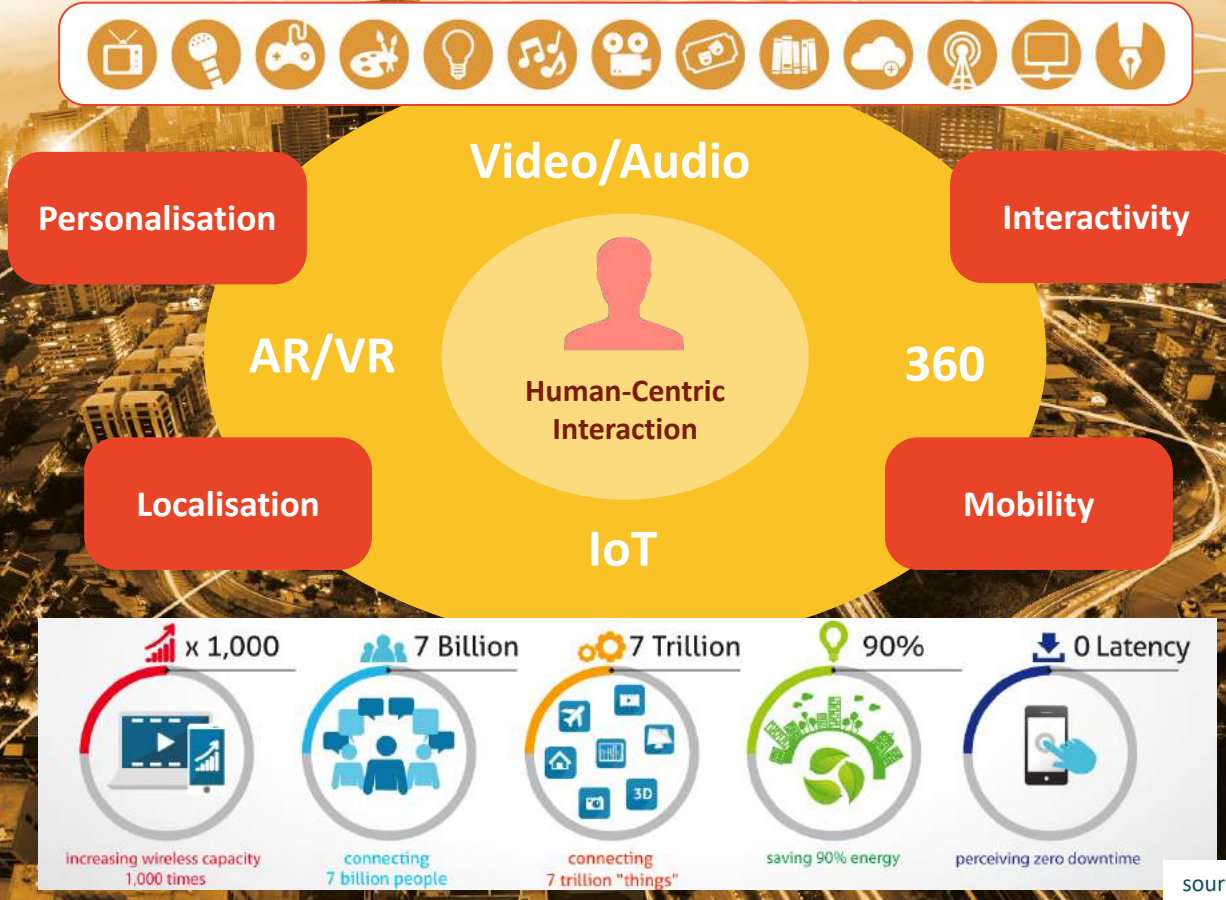 Video/Audio
Personalisation
Interactivity
AR/VR
360
Human-Centric
Interaction
Localisation
Mobility
IoT
x 1,000
7 Billion
7 Trillion
90%
0 Latency
3D
increasing wireless capacity
1,000 times
connecting
7 billion people
connecting
7 trillion "things"
saving 90% energy
perceiving zero downtime
sour